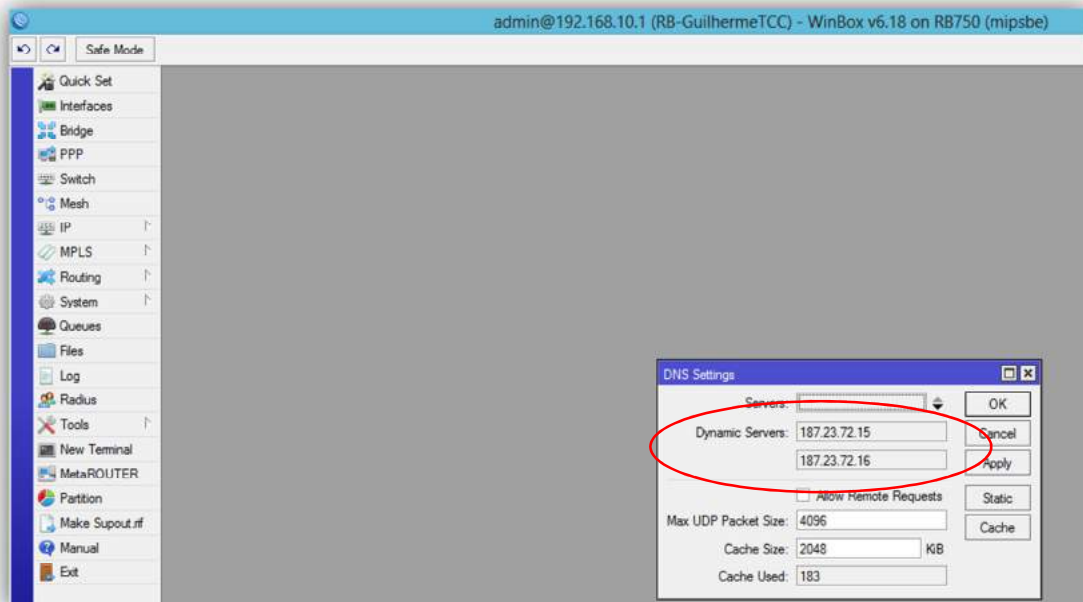 admin@192.168.10.1 (RB-GuilhermeTCC) - WinBox v6.18 on RB750 (mipsbe)
Safe Mode
Quick Set
Interfaces
Bridge
PPP
Switch
Mesh
IP
MPLS
Routing
System
Queues
Files
Log
Radius
Tools
New Terminal
MetaROUTER
Partition
Make Supout.rif
Manual
Exit
DNS Settings
Servers:
OK
Dynamic Servers: 187.23.72.15
Cancel
187.23.72.16
Apply
Allow Remote Requests
Static
Max UDP Packet Size: 4096
Cache
Cache Size: 2048 KiB
Cache Used: 183